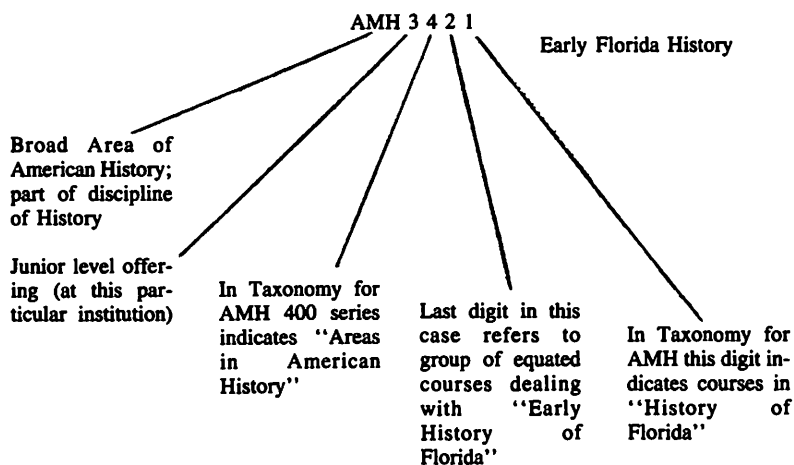 AMH 3 4 2 1
Early Florida History
Broad Area of
American History;
part of discipline
of History
Junior level offer-
ing (at this par-
ticular institution)
In Taxonomy for
AMH 400 series
indicates ‘‘Areas
in American
History’’
Last digit in this
case refers to
group of equated
courses dealing
with ‘‘Early
History of
Florida’’
In Taxonomy for
AMH this digit in-
dicates courses in
‘‘History of
Florida’’